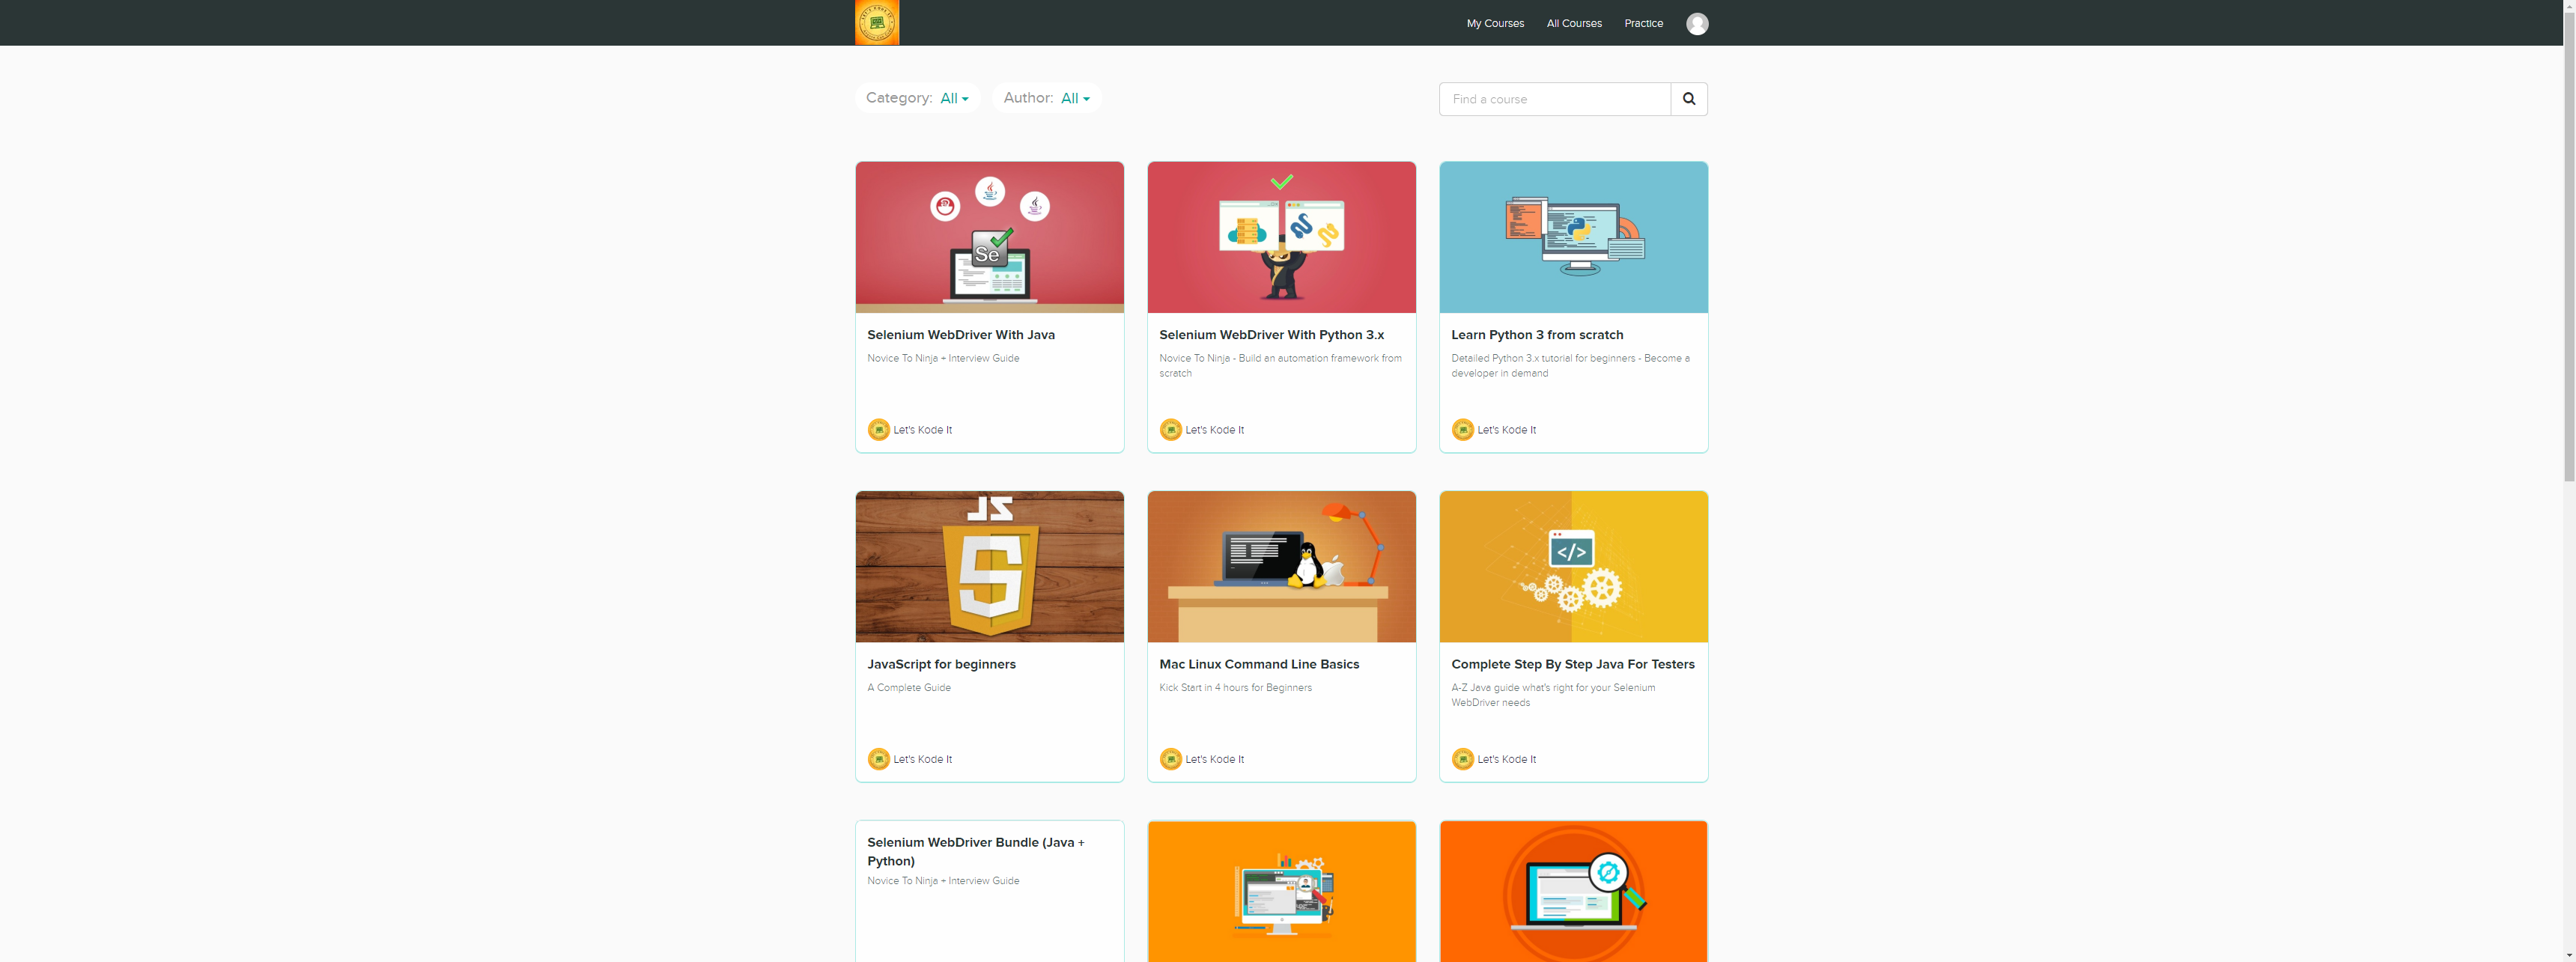 My Courses All Courses Practice
Category: All Author: All
Find a course
Se
Selenium WebDriver With Java
Novice To Ninja + Interview Guide
Let's Kode It
Selenium WebDriver With Python 3.x
Novice To Ninja - Build an automation framework from
scratch
Let's Kode It
Learn Python 3 from scratch
Detailed Python 3.x tutorial for beginners - Become a
developer in demand
Let's Kode It
JS
JavaScript for beginners
A Complete Guide
Let's Kode It
Mac Linux Command Line Basics
Kick Start in 4 hours for Beginners
Let's Kode It
</>
Complete Step By Step Java For Testers
A-Z Java guide what's right for your Selenium
WebDriver needs
Let's Kode It
Selenium WebDriver Bundle (Java +
Python)
Novice To Ninja + Interview Guide